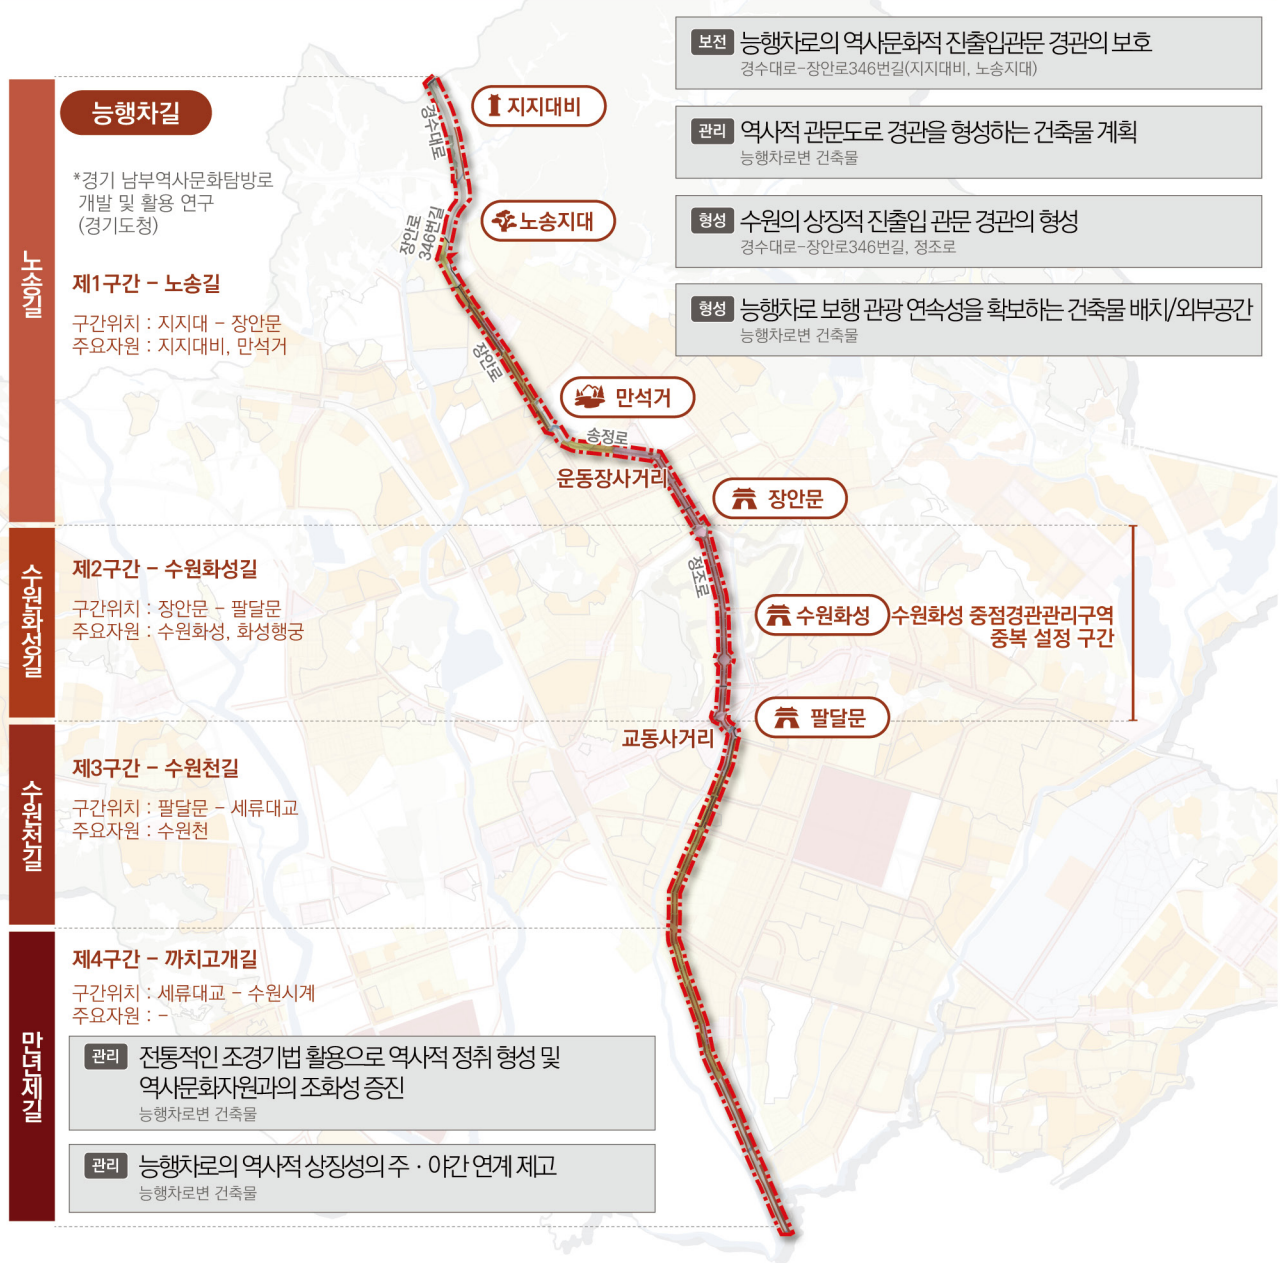 보전 능행차로의 역사문화적 진출입관문 경관의 보호
경수대로-장안로346번길(지지대비, 노송지대)
관리 역사적 관문도로 경관을 형성하는 건축물 계획
능행차로변 건축물
형성 수원의 상징적 진출입 관문 경관의 형성
경수대로-장안로346번길, 정조로
형성 능행차로 보행 관광 연속성을 확보하는 건축물 배치/외부공간
능행차로변 건축물
능행차길
*경기 남부역사문화탐방로
개발 및 활용 연구
(경기도청)
노송길
제1구간 - 노송길
구간위치 : 지지대 - 장안문
주요자원 : 지지대비, 만석거
수원화성길
제2구간 - 수원화성길
구간위치 : 장안문 - 팔달문
주요자원 : 수원화성, 화성행궁
수원천길
제3구간 - 수원천길
구간위치 : 팔달문 - 세류대교
주요자원 : 수원천
만년제길
제4구간 - 까치고개길
구간위치 : 세류대교 - 수원시계
주요자원 : -
관리 전통적인 조경기법 활용으로 역사적 정취 형성 및
역사문화자원과의 조화성 증진
능행차로변 건축물
관리 능행차로의 역사적 상징성의 주 · 야간 연계 제고
능행차로변 건축물
지지대비
경수대로
노송지대
장안로
346번길
장안로
만석거
송정로
운동장사거리
장안문
정조로
수원화성
수원화성 중점경관관리구역
중복 설정 구간
팔달문
교동사거리